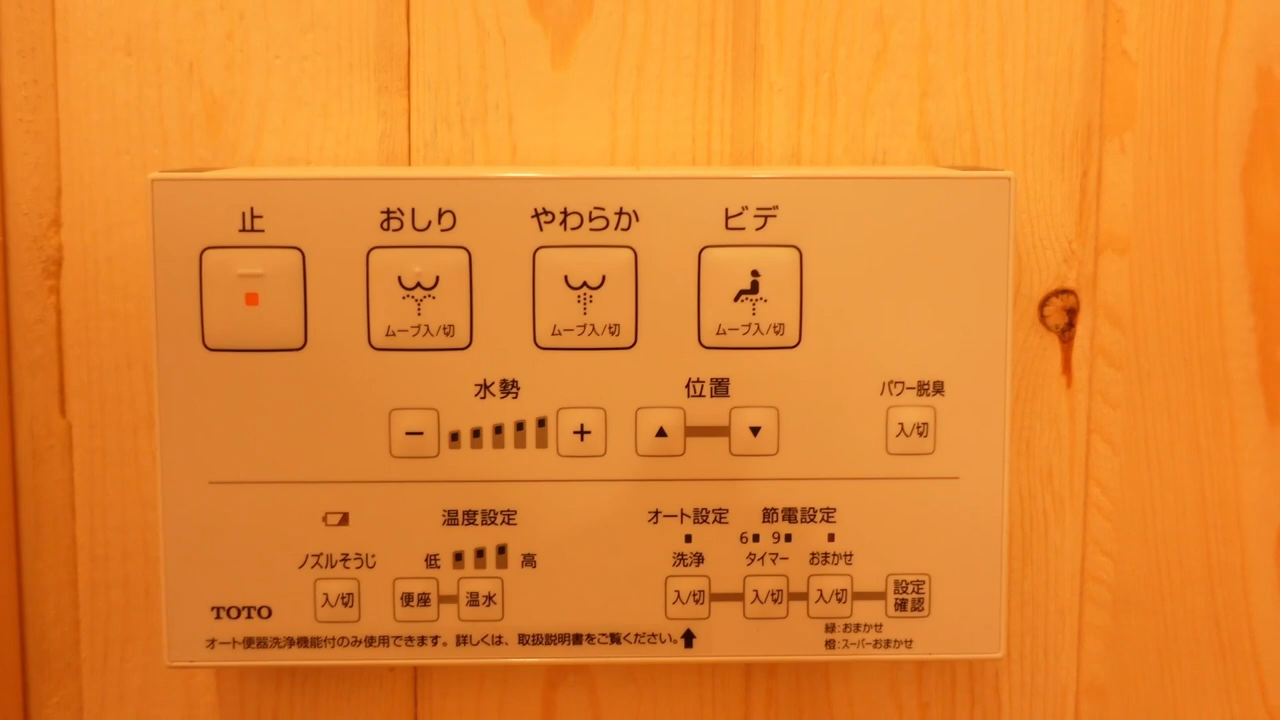 止 おしり やわらか ビデ
ムーブ入/切 ムーブ入/切 ムーブ入/切
水勢 位置 パワー脱臭
− + ▲ ▼ 入/切
温度設定 オート設定 節電設定
6 9
ノズルそうじ 低 高 洗浄 タイマー おまかせ
入/切 便座 温水 入/切 入/切 入/切 設定確認
TOTO
緑:おまかせ
オート便器洗浄機能付のみ使用できます。詳しくは、取扱説明書をご覧ください。
橙:スーパーおまかせ